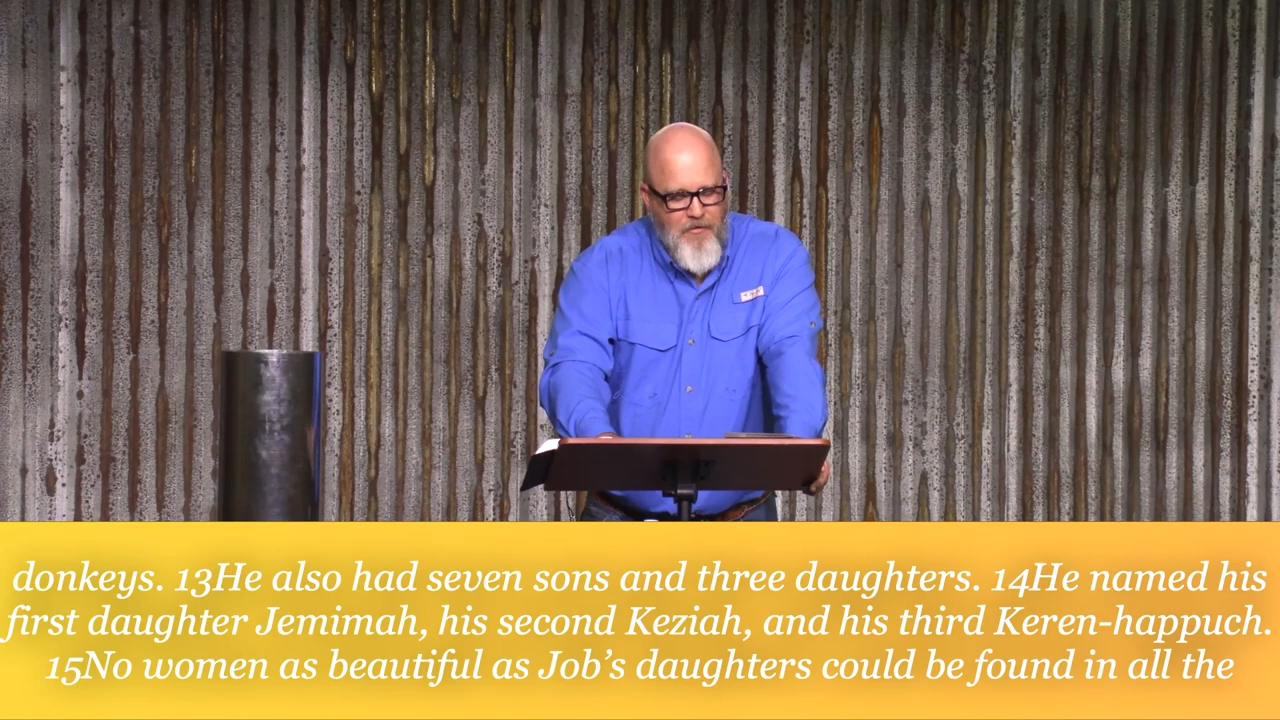 donkeys. 13He also had seven sons and three daughters. 14He named his
first daughter Jemimah, his second Keziah, and his third Keren-happuch.
15No women as beautiful as Job’s daughters could be found in all the